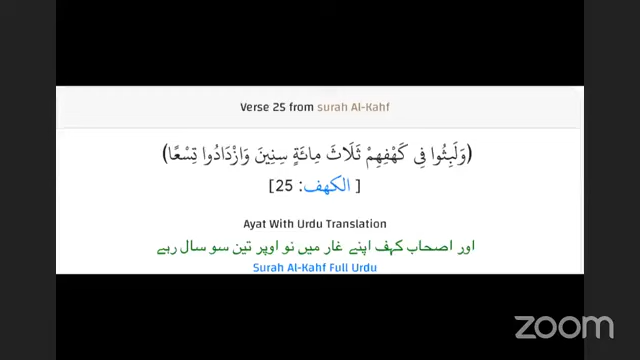 Verse 25 from surah Al-Kahf
﴿وَلَبِثُوا فِي كَهْفِهِمْ ثَلَاثَ مِائَةٍ سِنِينَ وَازْدَادُوا تِسْعًا﴾
[ الكهف: 25]
Ayat With Urdu Translation
اور اصحاب کہف اپنے غار میں نو اوپر تین سو سال رہے
Surah Al-Kahf Full Urdu
zoom